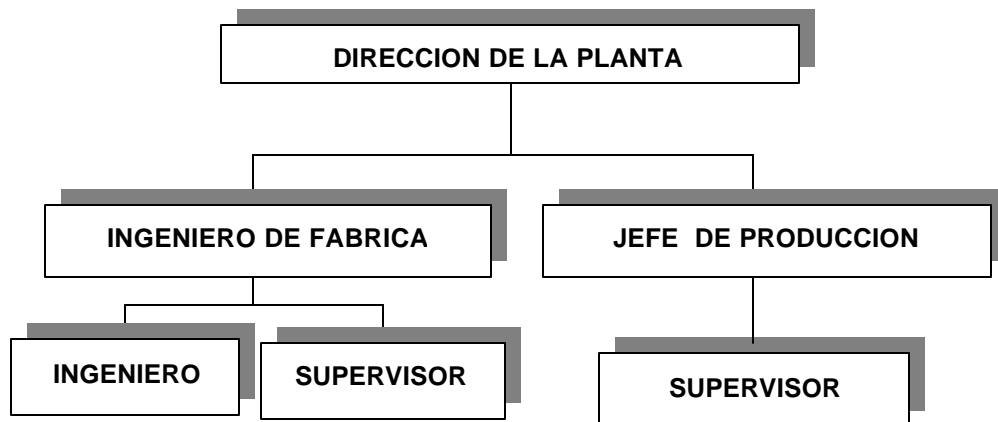 DIRECCION DE LA PLANTA
INGENIERO DE FABRICA
JEFE DE PRODUCCION
INGENIERO
SUPERVISOR
SUPERVISOR